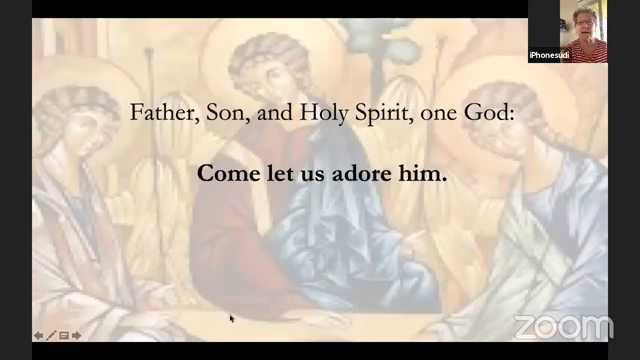 iPhonesudi
Father, Son, and Holy Spirit, one God:
Come let us adore him.
zoom